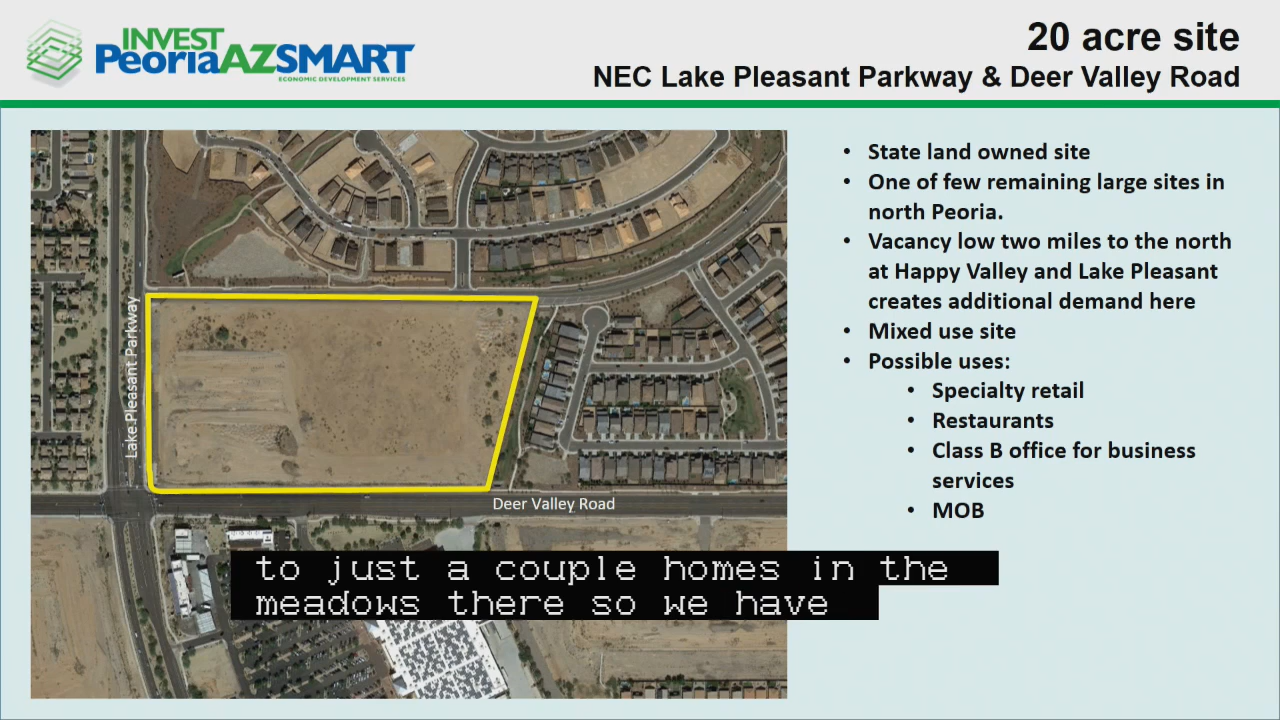 INVEST
PeoriaAZSMART
ECONOMIC DEVELOPMENT SERVICES
20 acre site
NEC Lake Pleasant Parkway & Deer Valley Road
Lake Pleasant Parkway
Deer Valley Road
• State land owned site
• One of few remaining large sites in
north Peoria.
• Vacancy low two miles to the north
at Happy Valley and Lake Pleasant
creates additional demand here
• Mixed use site
• Possible uses:
• Specialty retail
• Restaurants
• Class B office for business
services
• MOB
to just a couple homes in the
meadows there so we have